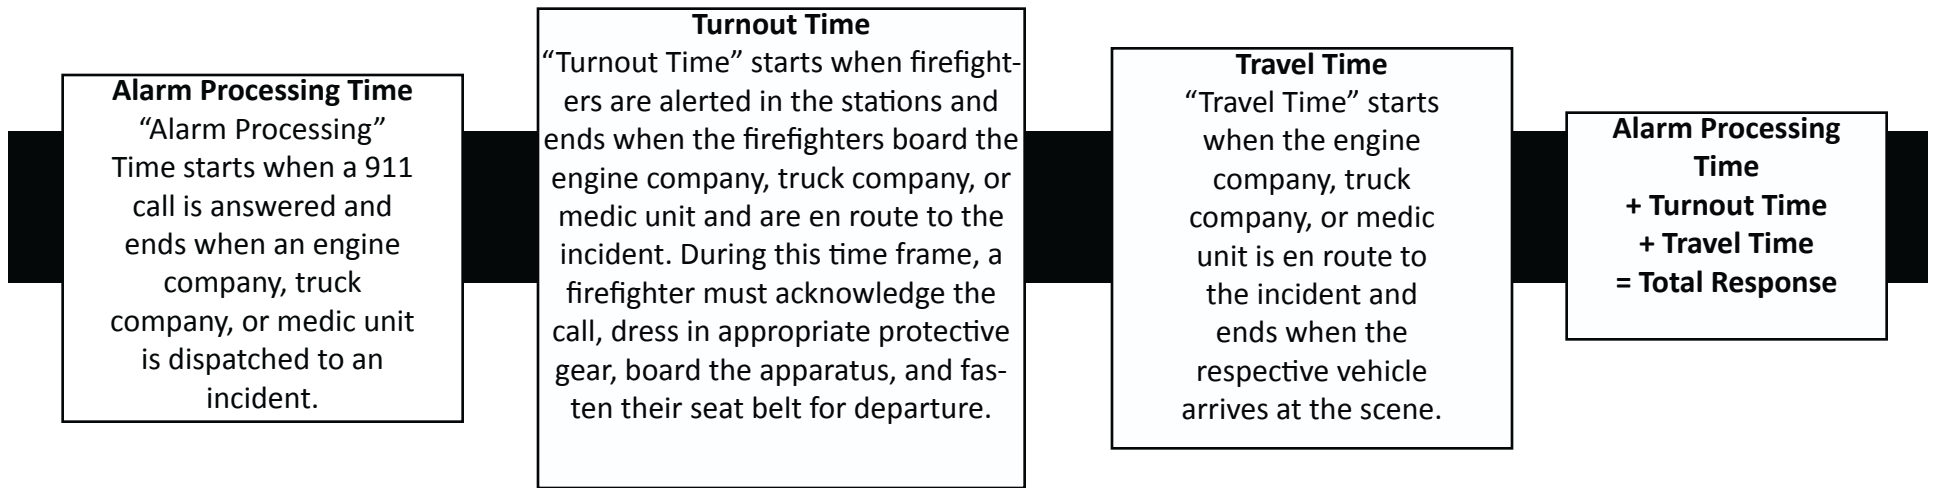 Alarm Processing Time
“Alarm Processing”
Time starts when a 911
call is answered and
ends when an engine
company, truck
company, or medic unit
is dispatched to an
incident.
Turnout Time
“Turnout Time” starts when firefight-
ers are alerted in the stations and
ends when the firefighters board the
engine company, truck company, or
medic unit and are en route to the
incident. During this time frame, a
firefighter must acknowledge the
call, dress in appropriate protective
gear, board the apparatus, and fas-
ten their seat belt for departure.
Travel Time
“Travel Time” starts
when the engine
company, truck
company, or medic
unit is en route to
the incident and
ends when the
respective vehicle
arrives at the scene.
Alarm Processing
Time
+ Turnout Time
+ Travel Time
= Total Response